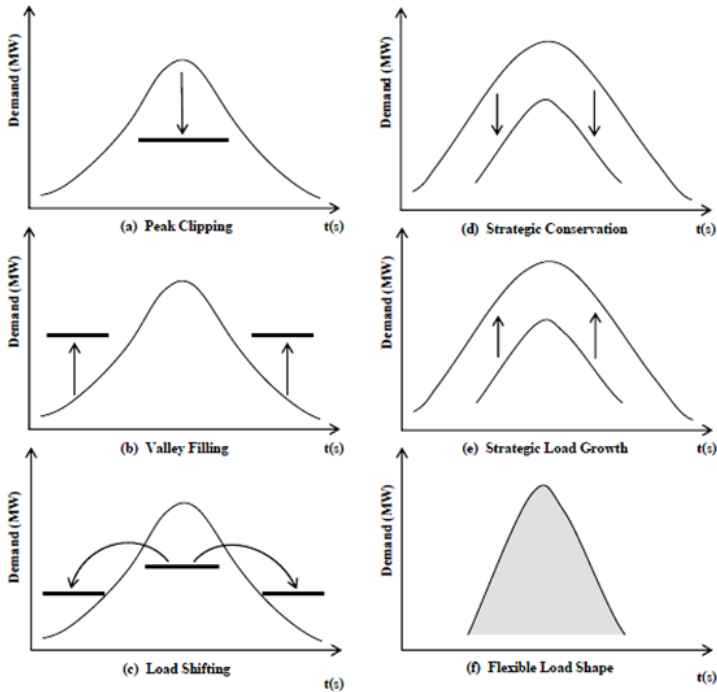 Demand (MW)
(a) Peak Clipping
t(s)
Demand (MW)
(d) Strategic Conservation
t(s)
Demand (MW)
(b) Valley Filling
t(s)
Demand (MW)
(e) Strategic Load Growth
t(s)
Demand (MW)
(c) Load Shifting
t(s)
Demand (MW)
(f) Flexible Load Shape
t(s)